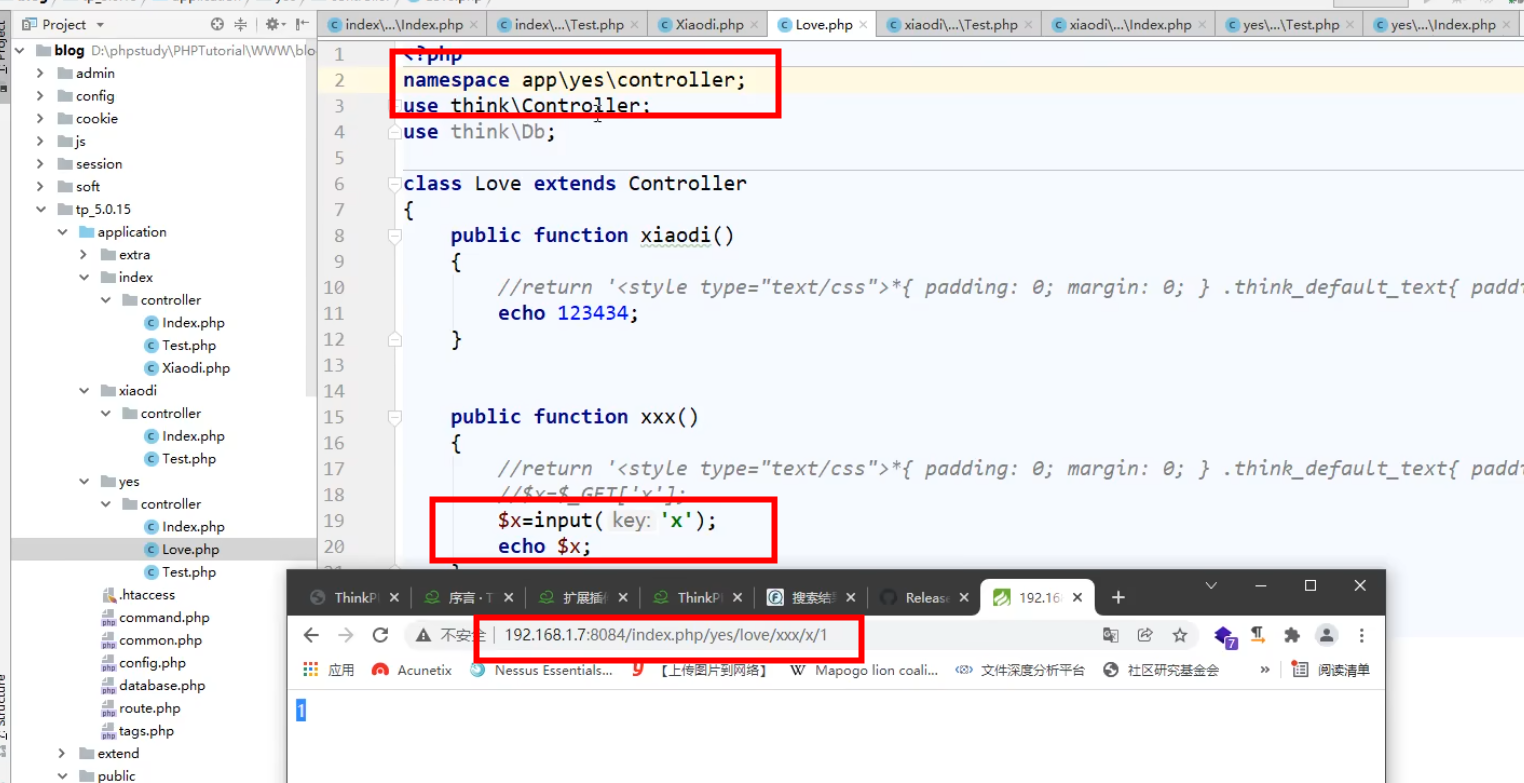 Project
index\...\Index.php
index\...\Test.php
Xiaodi.php
Love.php
xiaodi\...\Test.php
xiaodi\...\Index.php
yes\...\Test.php
yes\...\Index.php
blog D:\phpstudy\PHPTutorial\WWW\blo
admin
config
cookie
js
session
soft
tp_5.0.15
application
extra
index
controller
Index.php
Test.php
Xiaodi.php
xiaodi
controller
Index.php
Test.php
yes
controller
Index.php
Love.php
Test.php
.htaccess
command.php
common.php
config.php
database.php
route.php
tags.php
extend
public
1 <?php
2 namespace app\yes\controller;
3 use think\Controller;
4 use think\Db;
5
6 class Love extends Controller
7 {
8 public function xiaodi()
9 {
10 //return '<style type="text/css">*{ padding: 0; margin: 0; } .think_default_text{ padd
11 echo 123434;
12 }
13
14
15 public function xxx()
16 {
17 //return '<style type="text/css">*{ padding: 0; margin: 0; } .think_default_text{ padd
18 //$x=$_GET['x'];
19 $x=input( key: 'x');
20 echo $x;
ThinkP
序言 · T
扩展插
ThinkP
搜索结
Release
192.16
不安全 192.168.1.7:8084/index.php/yes/love/xxx/x/1
7
应用 Acunetix Nessus Essentials... 【上传图片到网络】 Mapogo lion coali... 文件深度分析平台 社区研究基金会 » 阅读清单
1